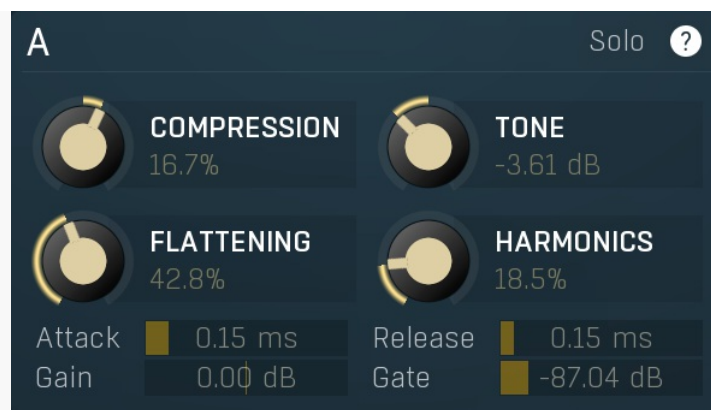 A Solo ?
COMPRESSION
16.7%
TONE
-3.61 dB
FLATTENING
42.8%
HARMONICS
18.5%
Attack 0.15 ms
Release 0.15 ms
Gain 0.00 dB
Gate -87.04 dB